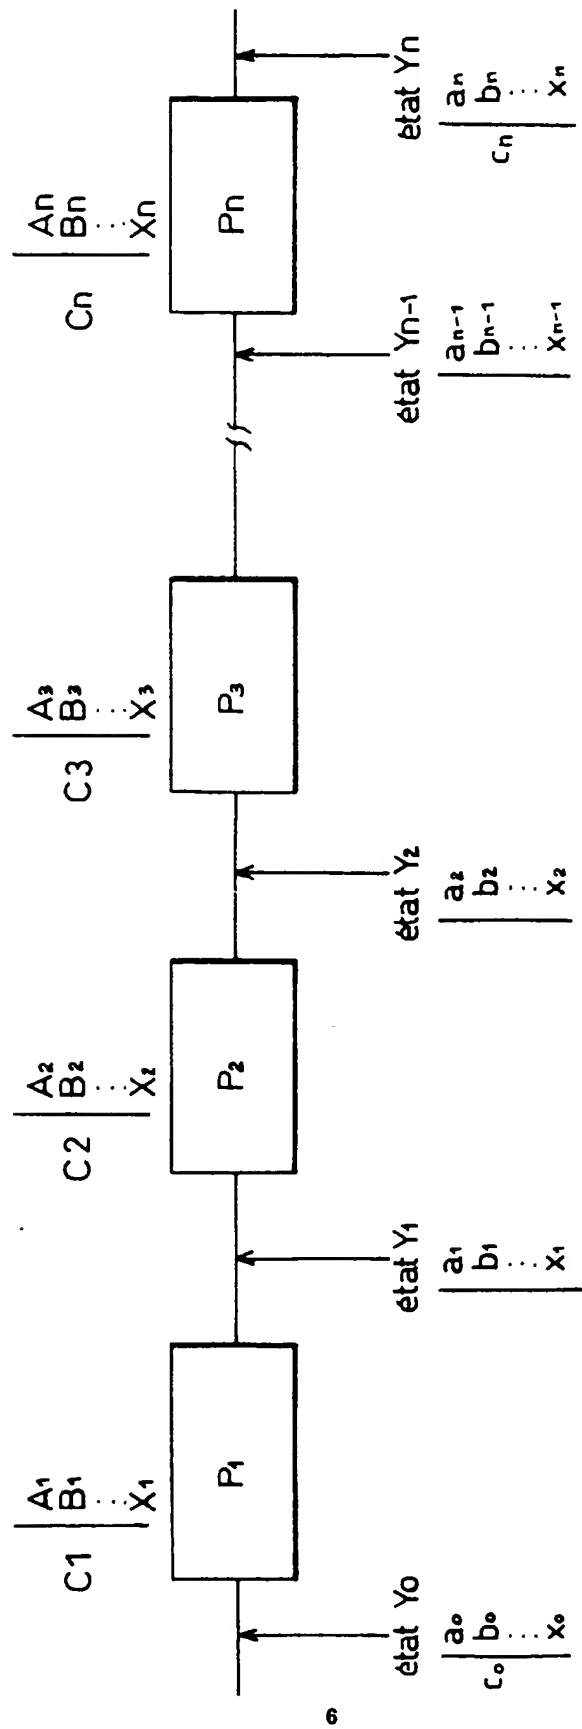 C1
A1
B1
...X1
C2
A2
B2
...X2
C3
A3
B3
...X3
Cn
An
Bn
...Xn
P1
P2
P3
Pn
état Y0
a0
b0
...x0
c0
état Y1
a1
b1
...x1
état Y2
a2
b2
...x2
état Yn-1
an-1
bn-1
...xn-1
état Yn
an
bn
...xn
cn
6